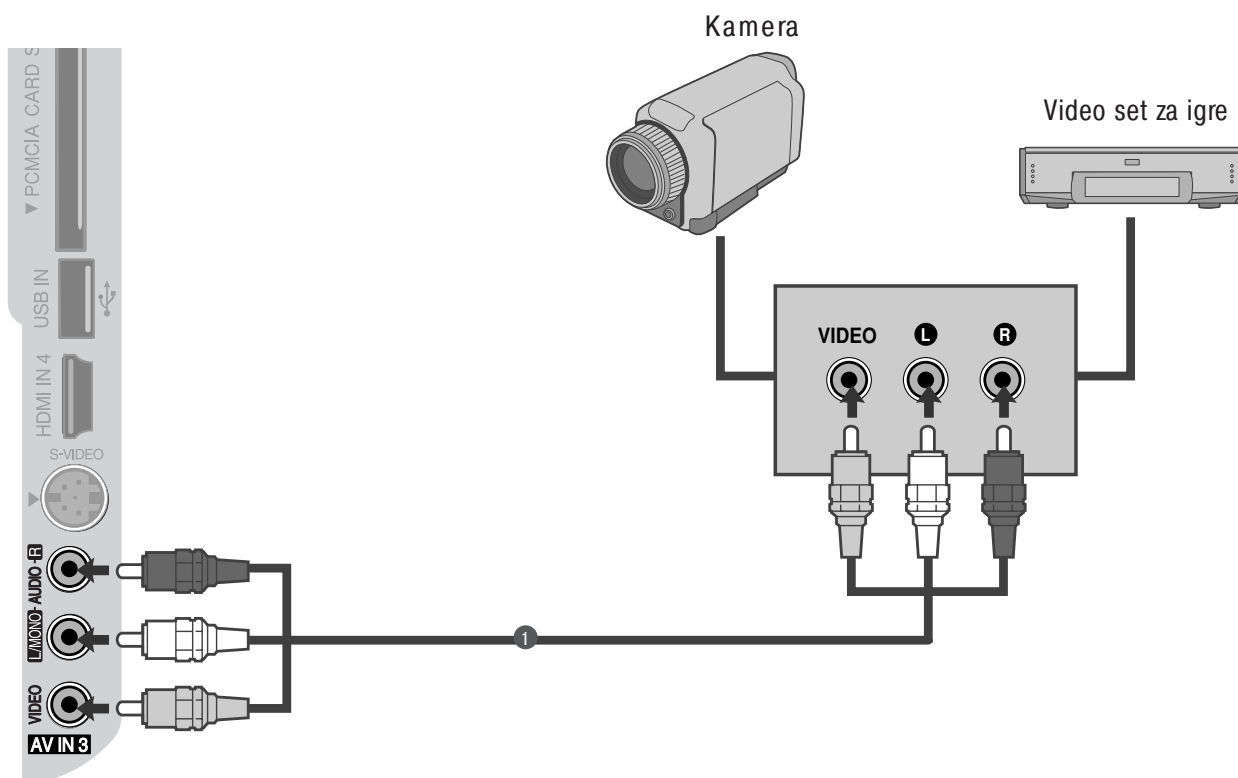 Kamera
Video set za igre
▼ PCMCIA CARD S
USB IN
HDMI IN 4
S-VIDEO
L/MONO- AUDIO -R
VIDEO
AV IN 3
VIDEO L R
1